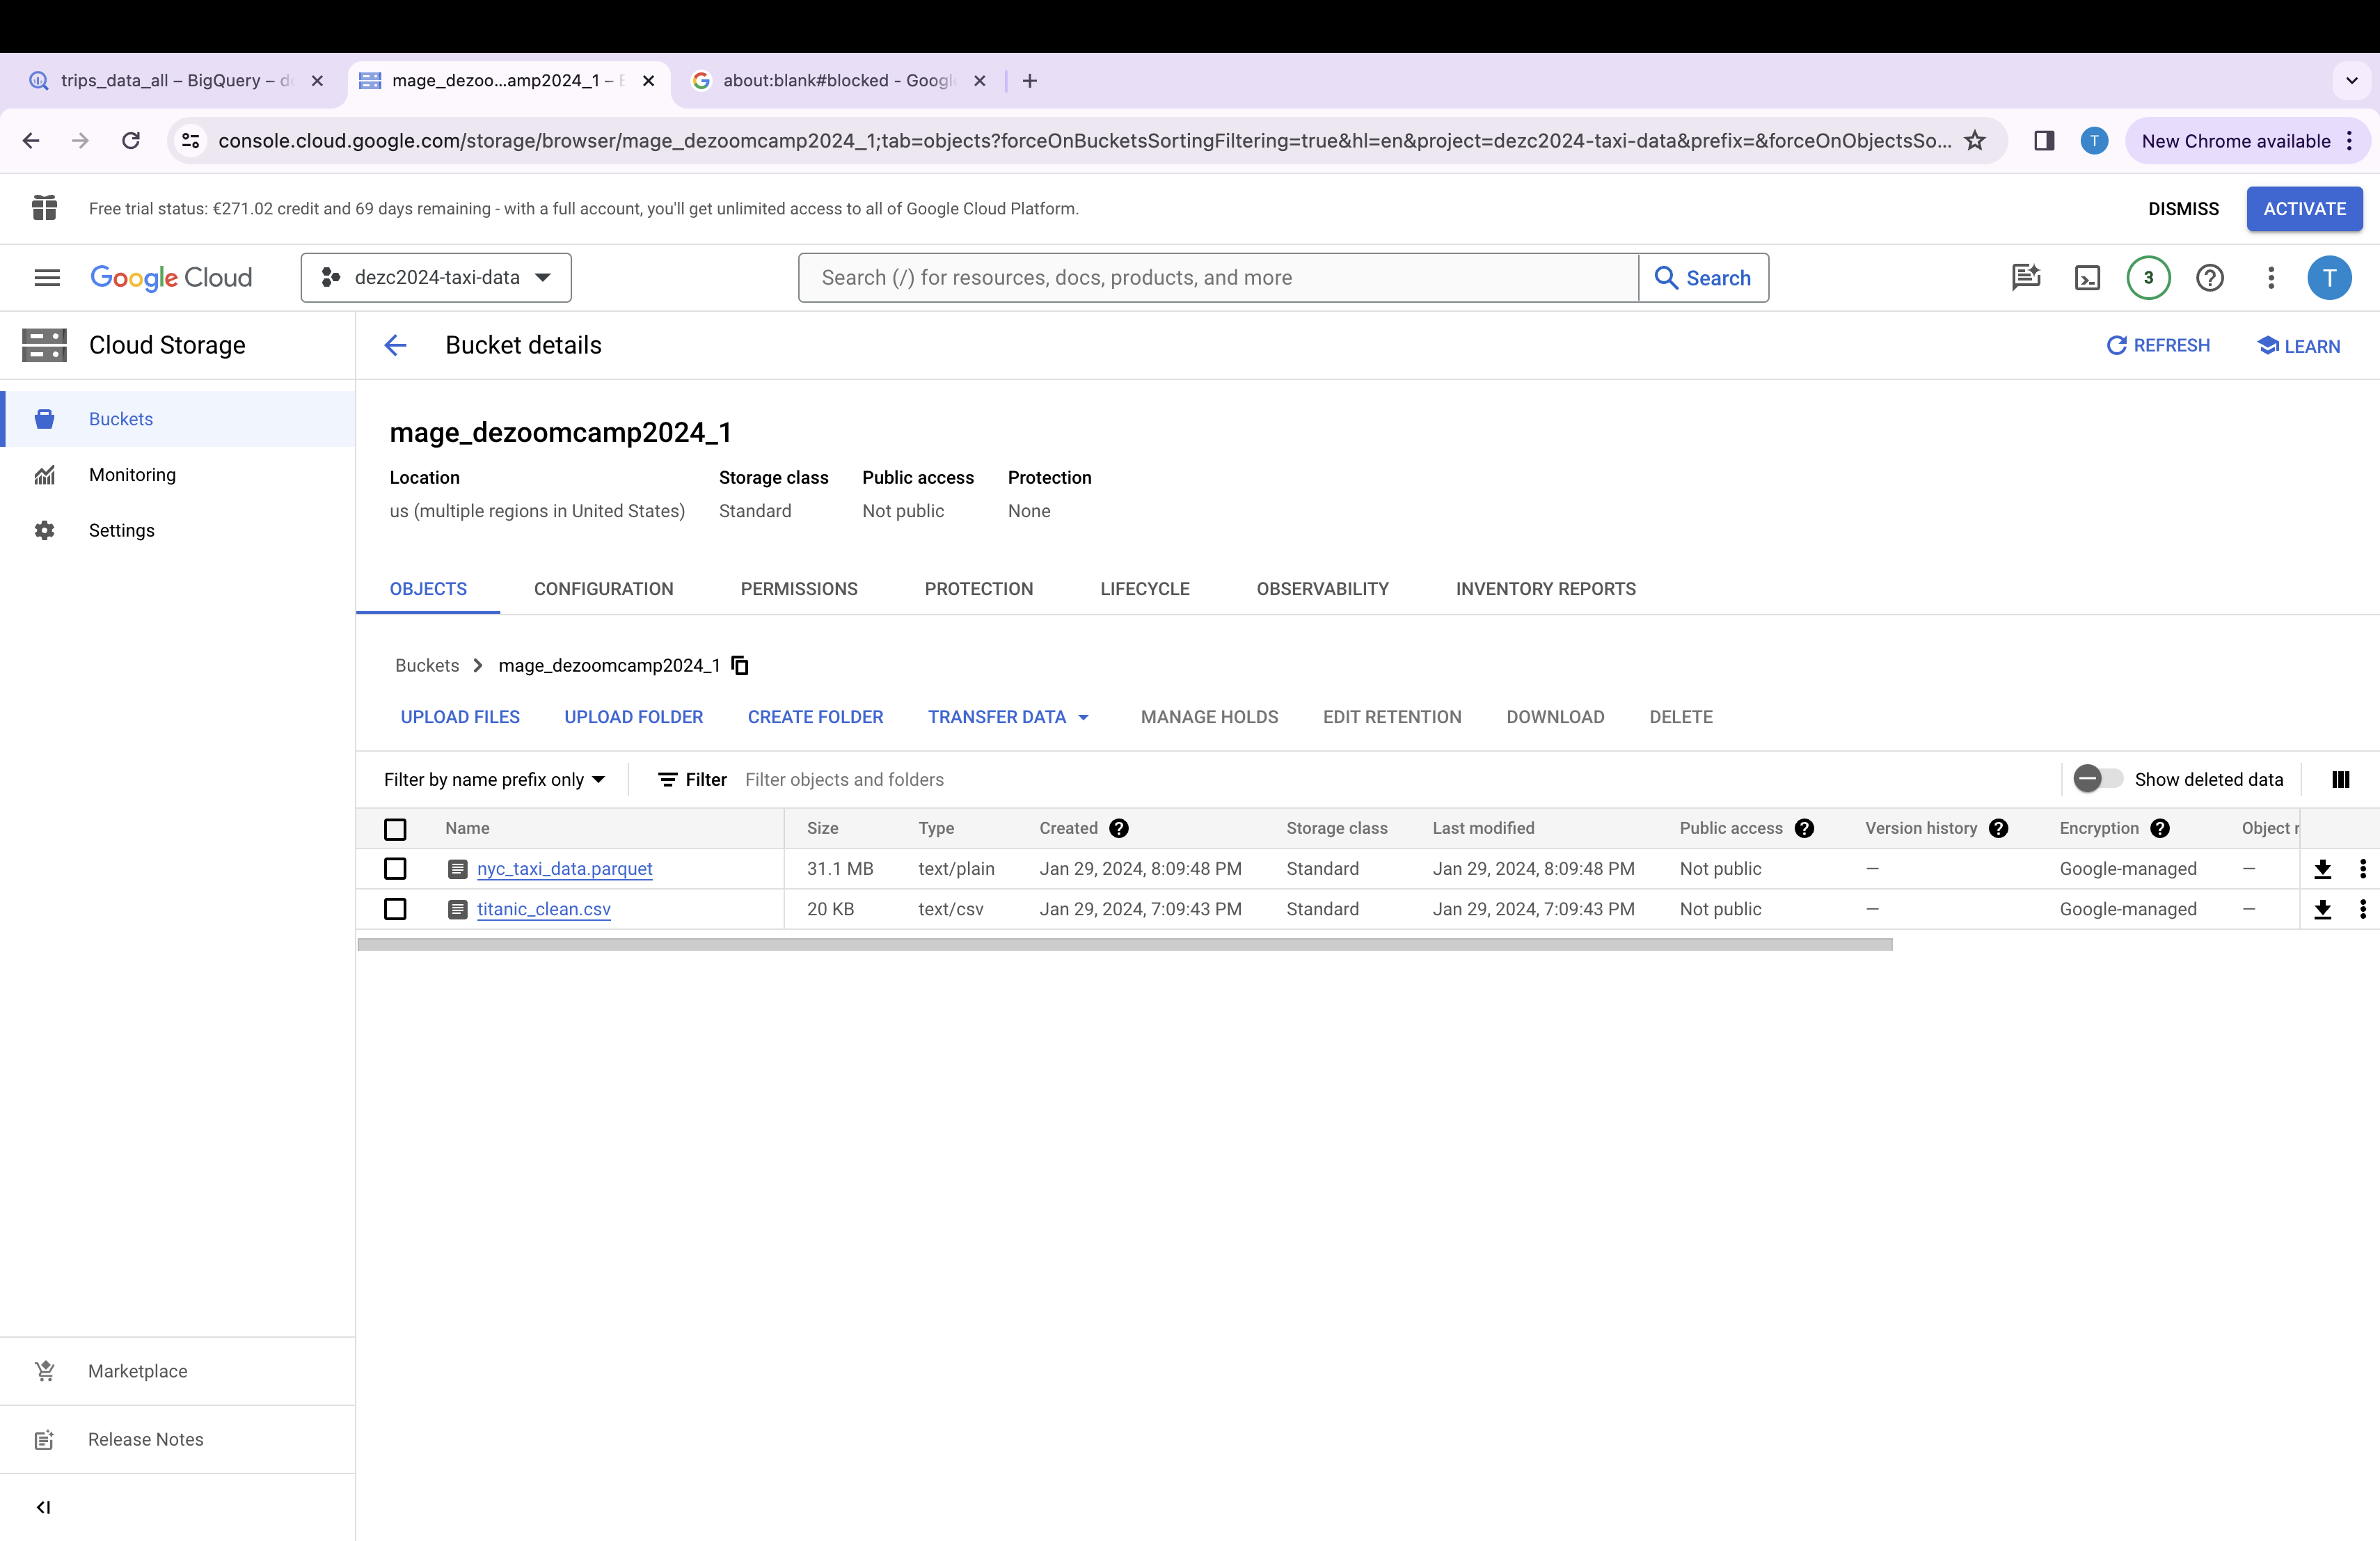 trips_data_all – BigQuery – de
mage_dezoo...amp2024_1 – B
about:blank#blocked - Google
console.cloud.google.com/storage/browser/mage_dezoomcamp2024_1;tab=objects?forceOnBucketsSortingFiltering=true&hl=en&project=dezc2024-taxi-data&prefix=&forceOnObjectsSo...
T
New Chrome available
Free trial status: €271.02 credit and 69 days remaining - with a full account, you'll get unlimited access to all of Google Cloud Platform.
DISMISS
ACTIVATE
Google Cloud
dezc2024-taxi-data
Search (/) for resources, docs, products, and more
Search
3
T
Cloud Storage
Bucket details
REFRESH
LEARN
Buckets
Monitoring
Settings
mage_dezoomcamp2024_1
Location Storage class Public access Protection
us (multiple regions in United States) Standard Not public None
OBJECTS CONFIGURATION PERMISSIONS PROTECTION LIFECYCLE OBSERVABILITY INVENTORY REPORTS
Buckets mage_dezoomcamp2024_1
UPLOAD FILES UPLOAD FOLDER CREATE FOLDER TRANSFER DATA MANAGE HOLDS EDIT RETENTION DOWNLOAD DELETE
Filter by name prefix only Filter Filter objects and folders Show deleted data
Name Size Type Created Storage class Last modified Public access Version history Encryption Object r
nyc_taxi_data.parquet 31.1 MB text/plain Jan 29, 2024, 8:09:48 PM Standard Jan 29, 2024, 8:09:48 PM Not public — Google-managed —
titanic_clean.csv 20 KB text/csv Jan 29, 2024, 7:09:43 PM Standard Jan 29, 2024, 7:09:43 PM Not public — Google-managed —
Marketplace
Release Notes